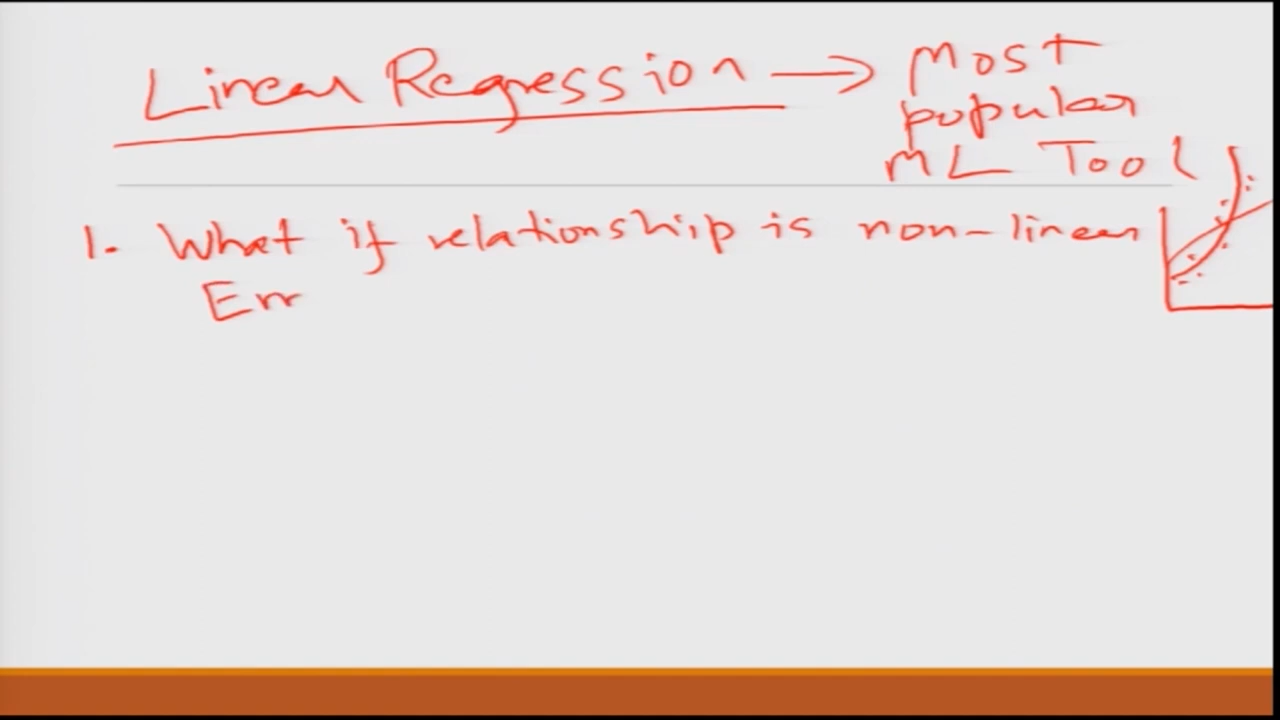 Linear Regression → Most
popular
ML Tool
1. What if relationship is non-linear
Err